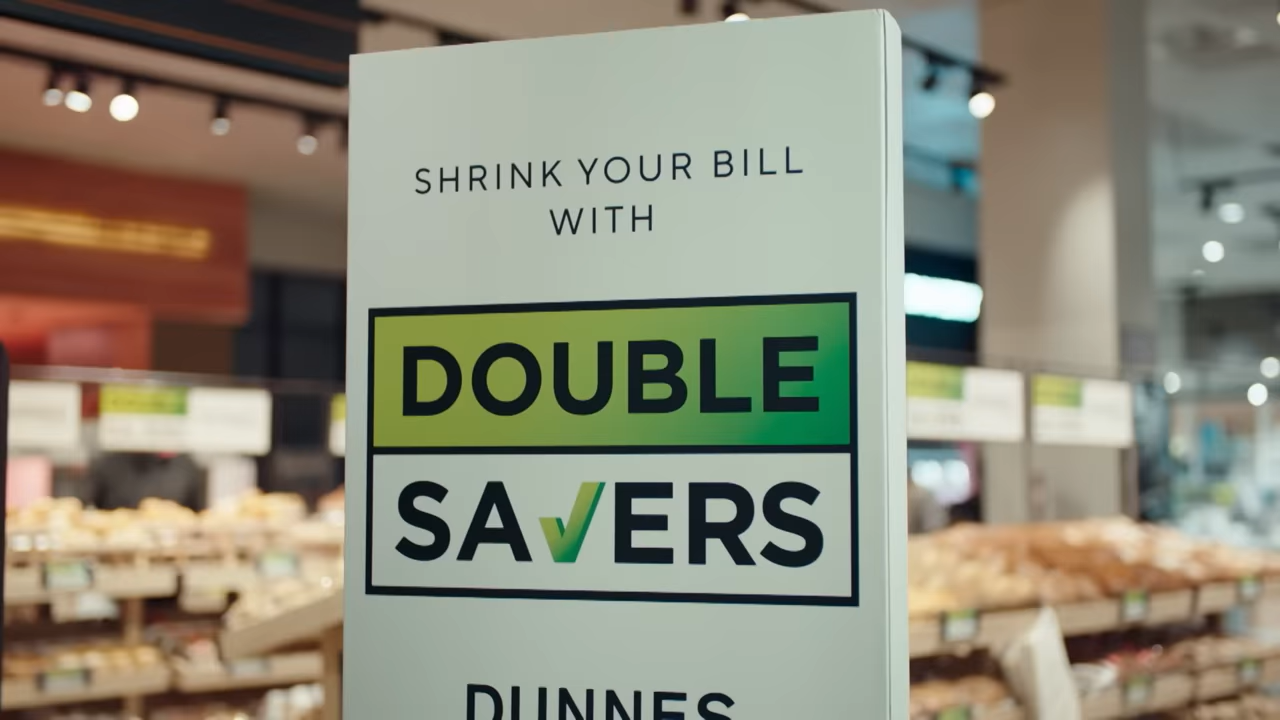 SHRINK YOUR BILL
WITH
DOUBLE
SAVERS
DUNNES